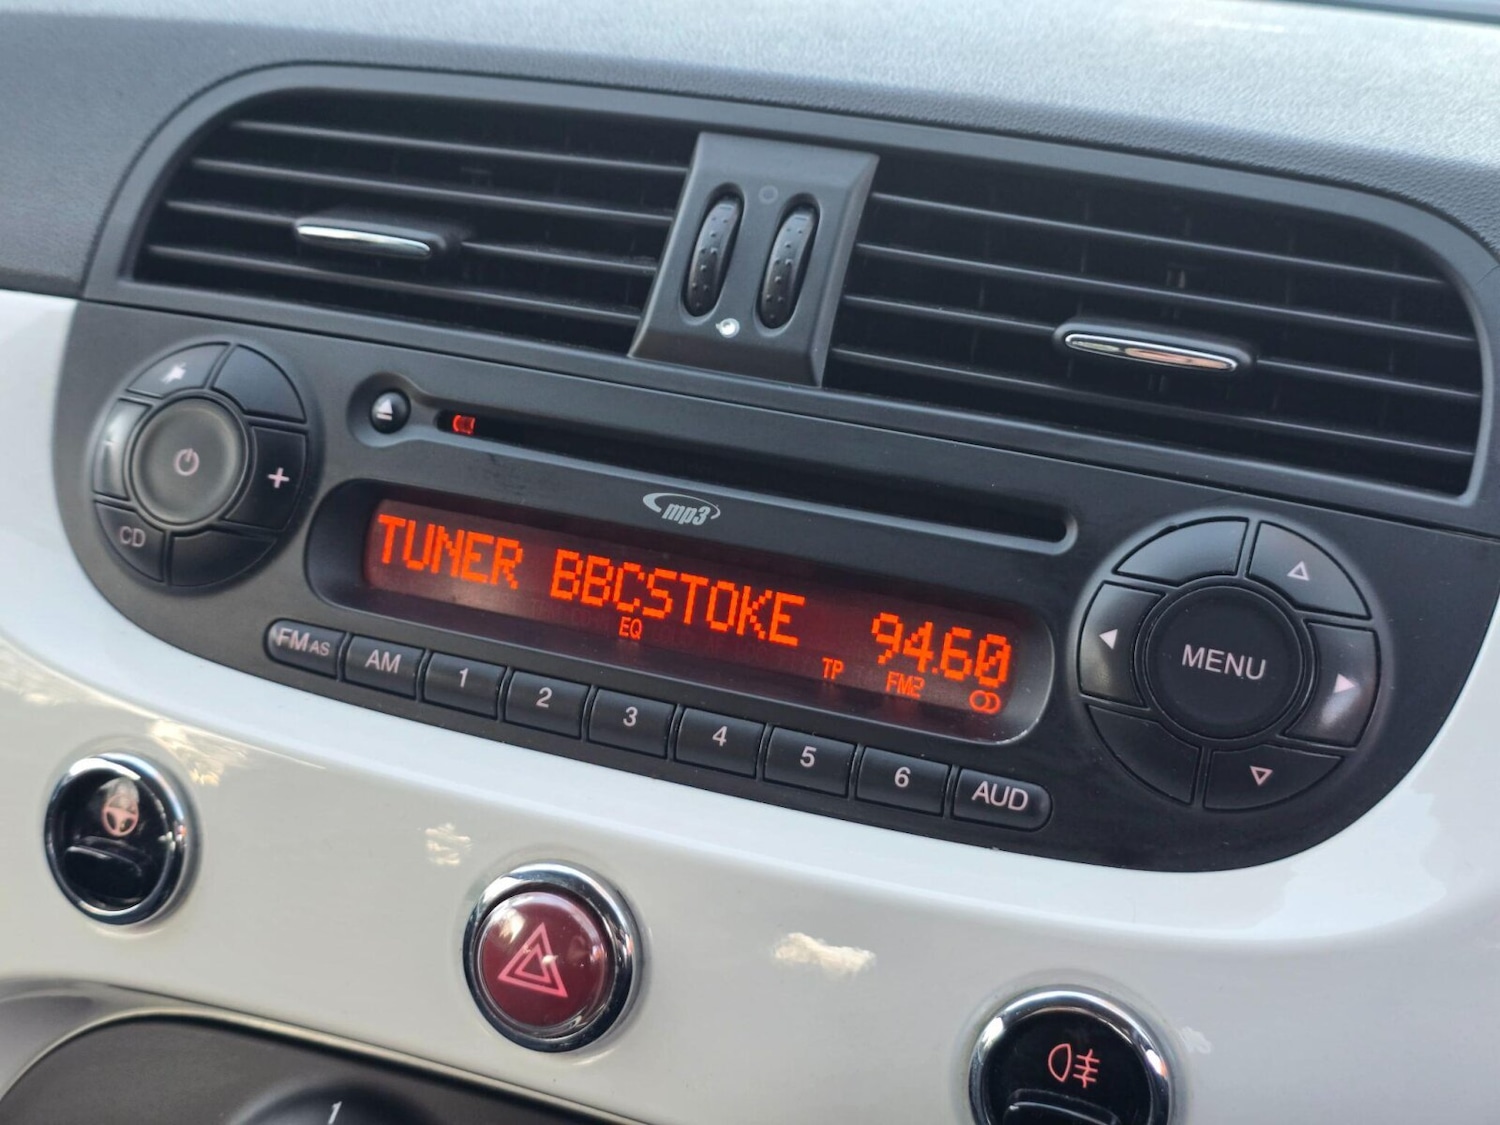 +
CD
mp3
TUNER BBCSTOKE 94.60
EQ TP FM2
FM AS AM 1 2 3 4 5 6 AUD
MENU
1